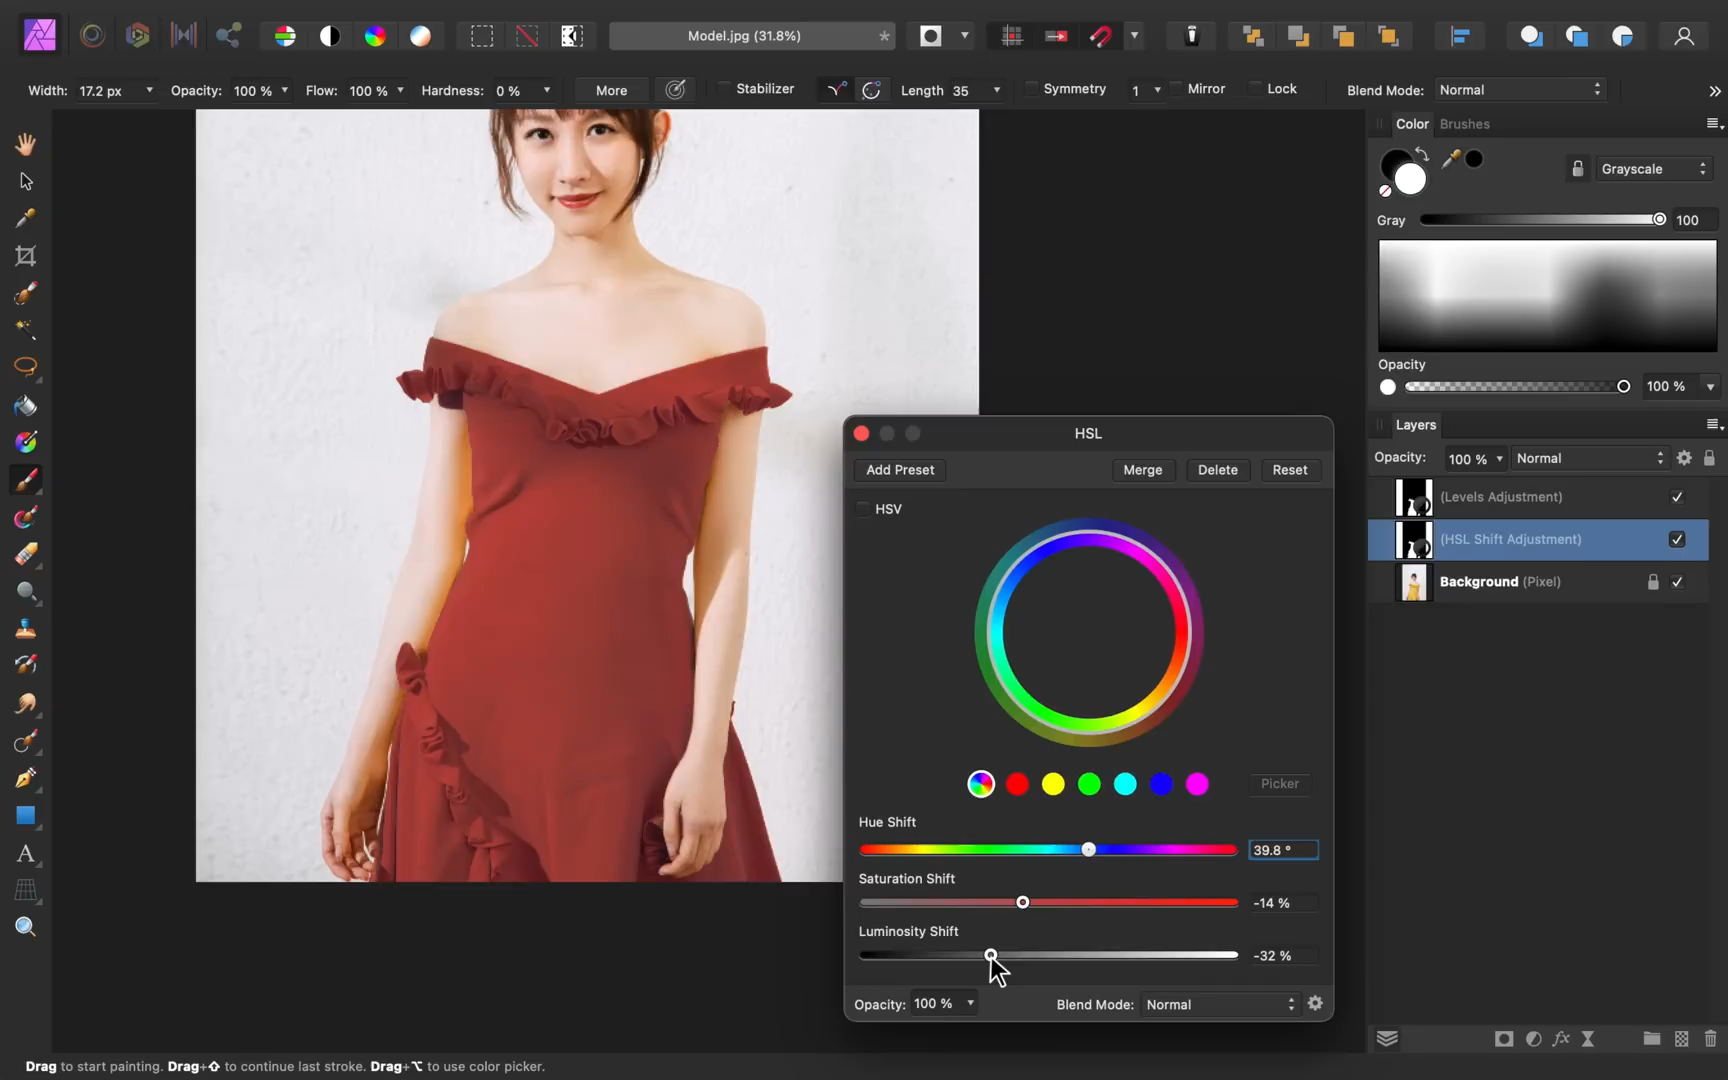 Model.jpg (31.8%)
*
Width: 17.2 px Opacity: 100 % Flow: 100 % Hardness: 0 % More Stabilizer Length 35 Symmetry 1 Mirror Lock Blend Mode: Normal
Color Brushes
Grayscale
Gray 100
Opacity
100 %
Layers
Opacity: 100 % Normal
(Levels Adjustment)
(HSL Shift Adjustment)
Background (Pixel)
HSL
Add Preset Merge Delete Reset
HSV
Picker
Hue Shift
39.8 °
Saturation Shift
-14 %
Luminosity Shift
-32 %
Opacity: 100 % Blend Mode: Normal
Drag to start painting. Drag+⇧ to continue last stroke. Drag+⌥ to use color picker.